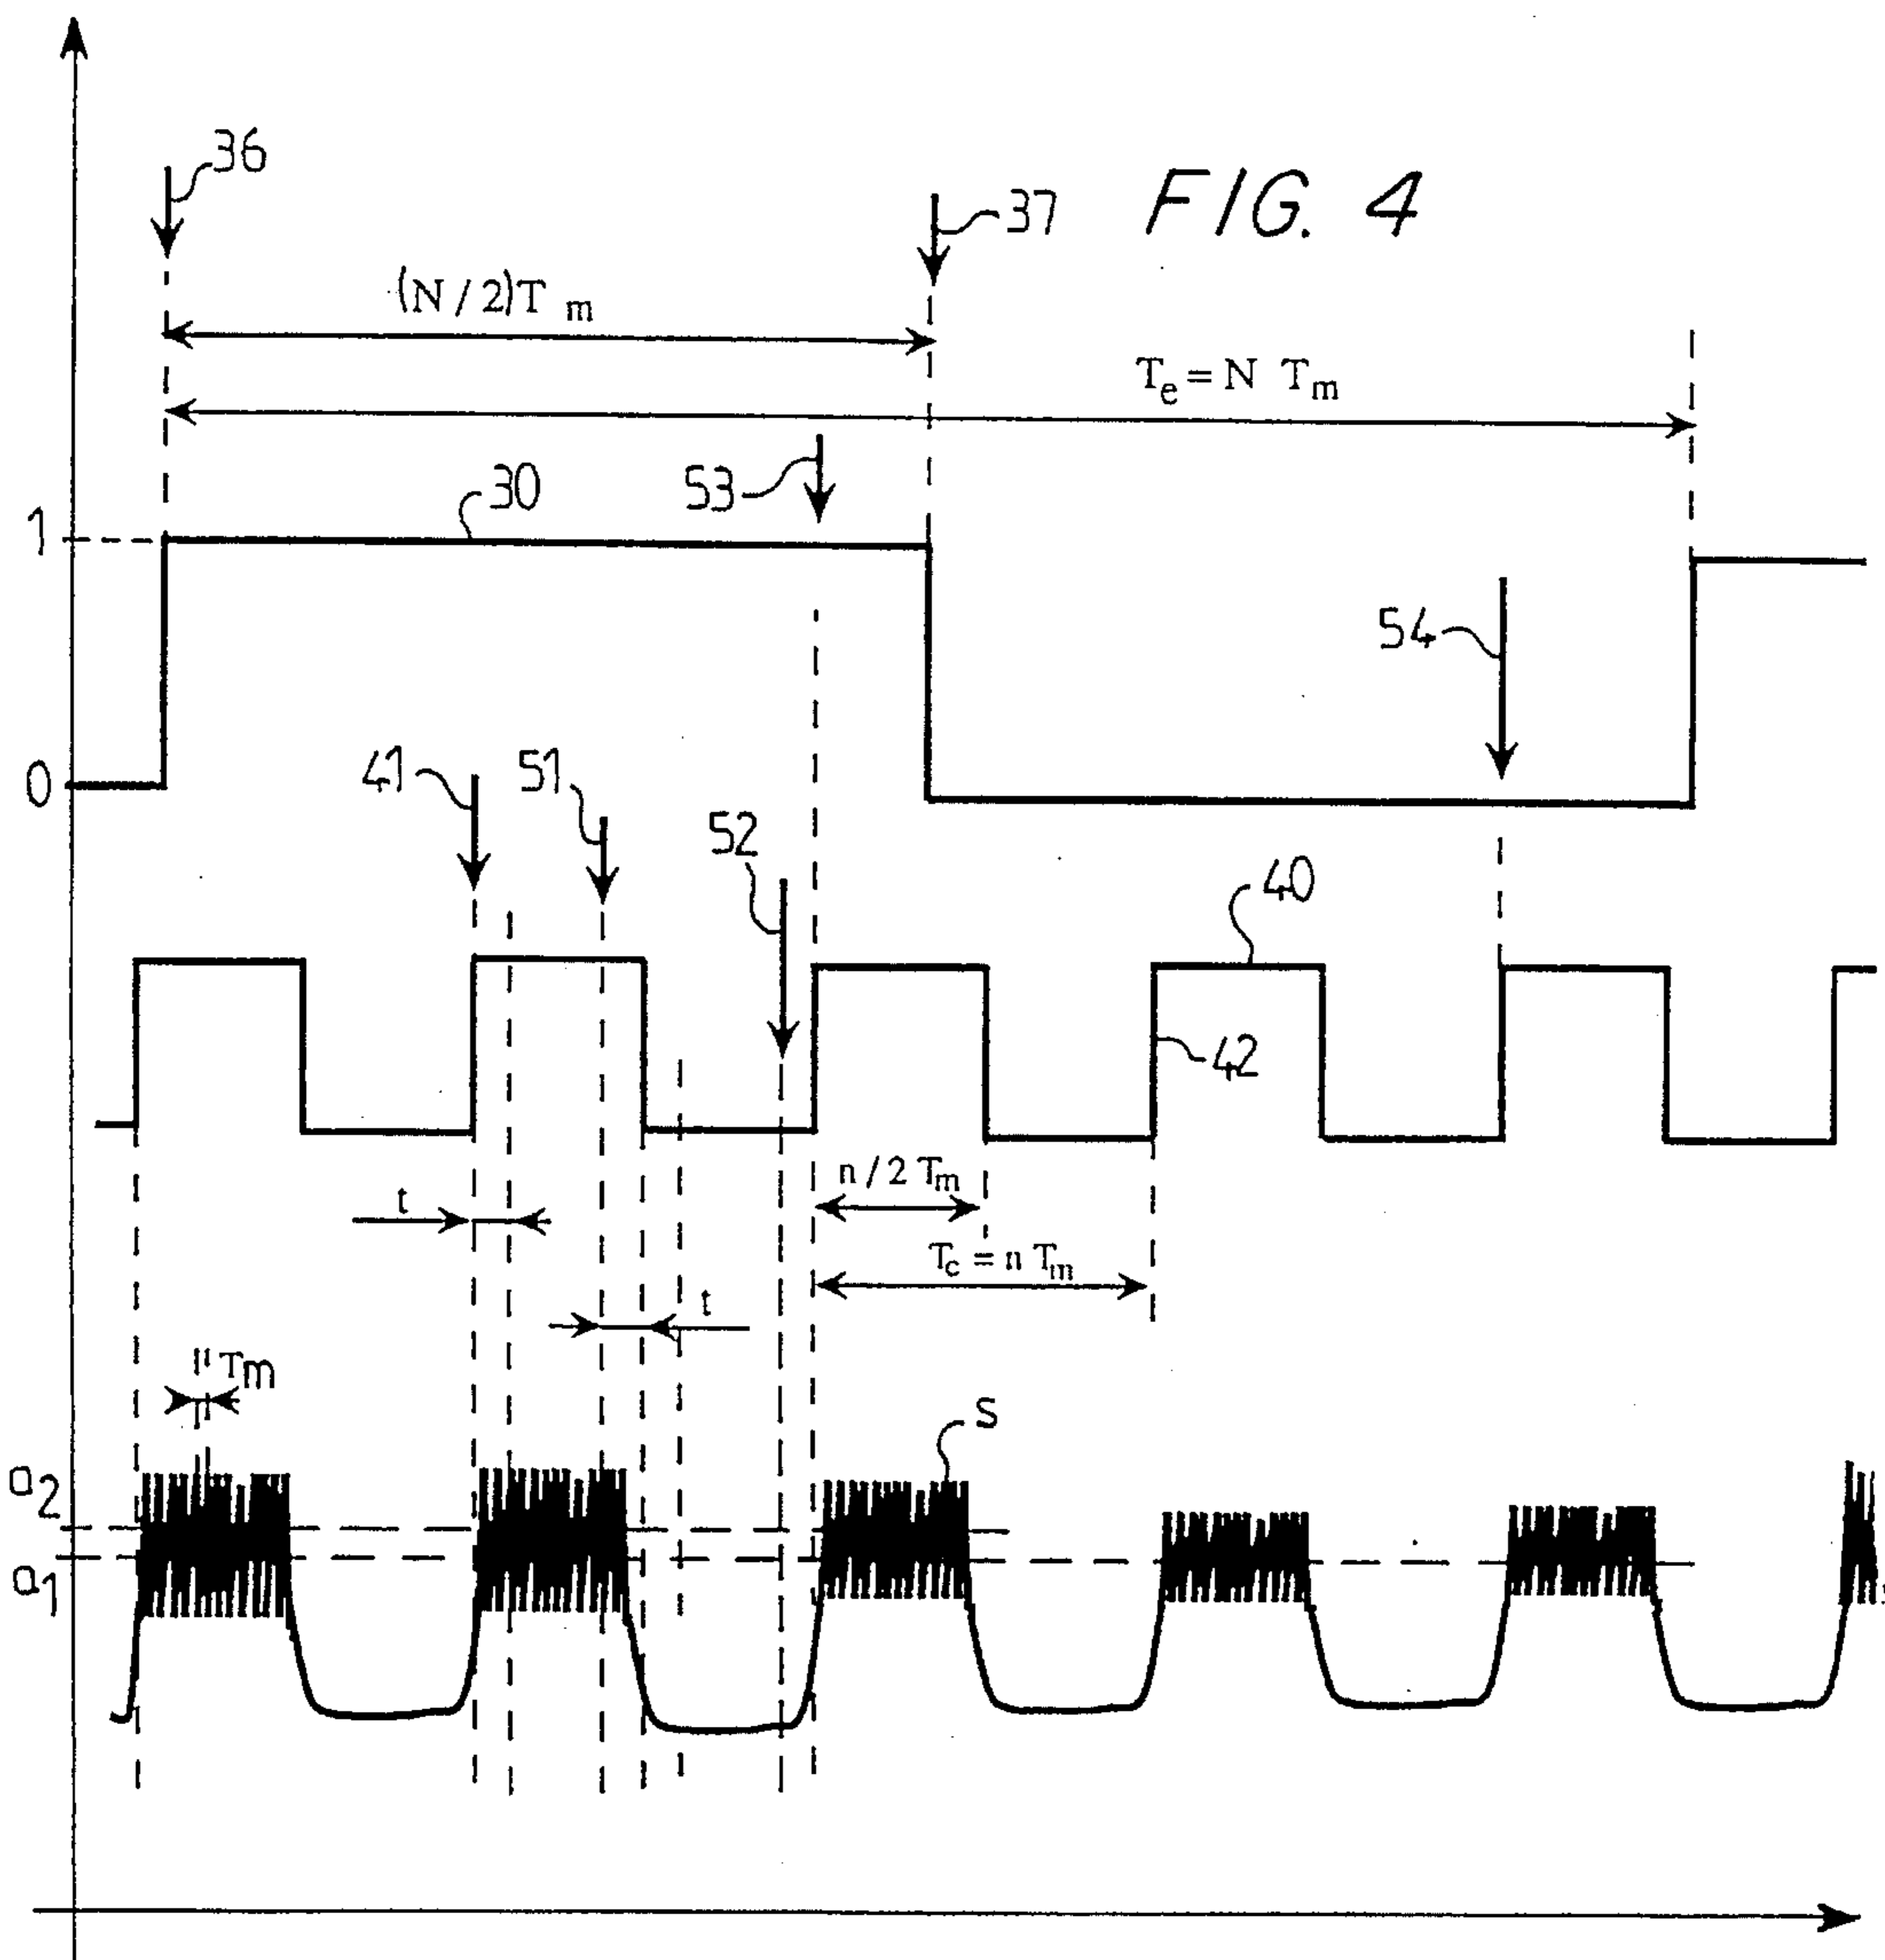 36
37
FIG. 4
(N/2)T m
Te = N Tm
53
30
1
54
0
41
51
52
40
42
n/2 Tm
t
Tc = n Tm
t
Tm
s
a2
a1